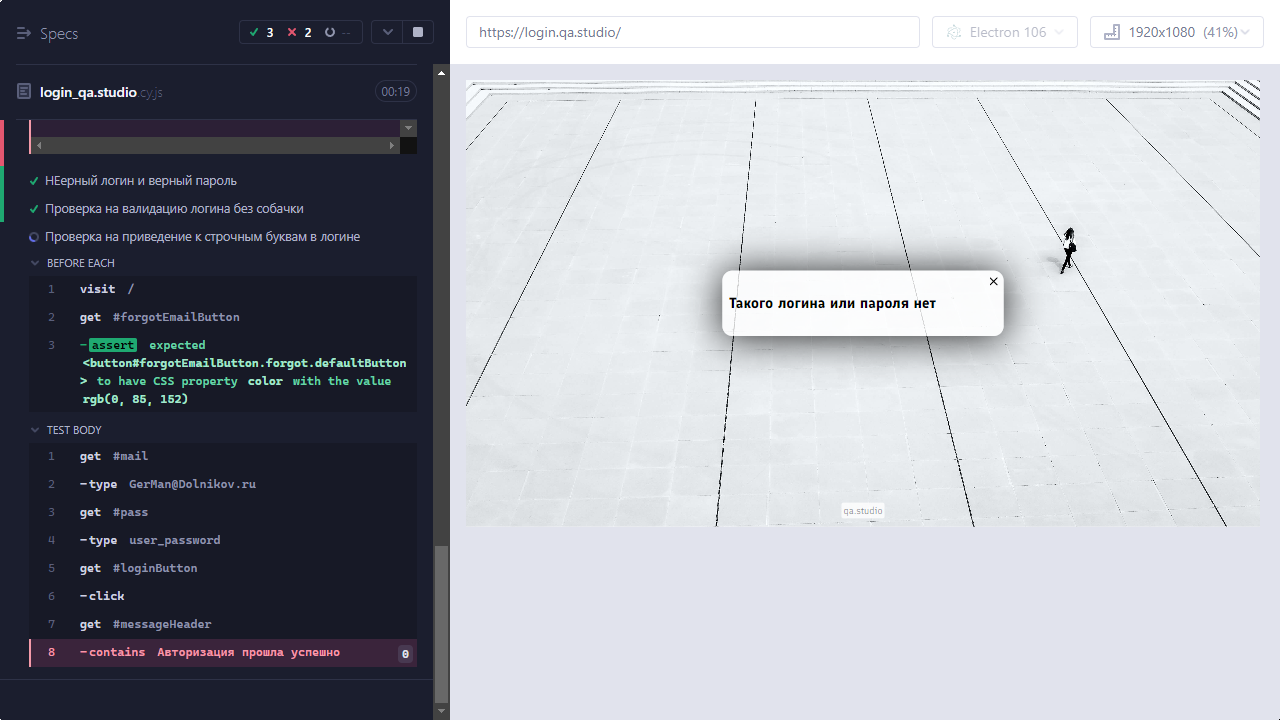 Specs
3
2
--
login_qa.studio.cy.js
00:19
НЕерный логин и верный пароль
Проверка на валидацию логина без собачки
Проверка на приведение к строчным буквам в логине
BEFORE EACH
1 visit /
2 get #forgotEmailButton
3 -assert expected
<button#forgotEmailButton.forgot.defaultButton
> to have CSS property color with the value
rgb(0, 85, 152)
TEST BODY
1 get #mail
2 -type GerMan@Dolnikov.ru
3 get #pass
4 -type user_password
5 get #loginButton
6 -click
7 get #messageHeader
8 -contains Авторизация прошла успешно 0
https://login.qa.studio/
Electron 106
1920x1080 (41%)
Такого логина или пароля нет
qa.studio